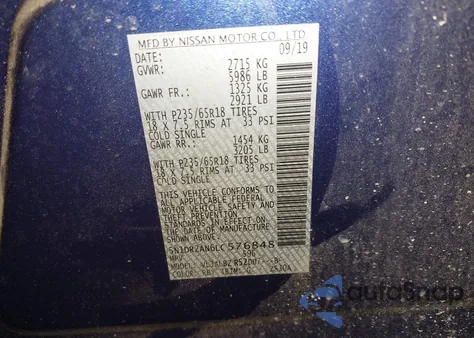 MFD BY NISSAN MOTOR CO., LTD
DATE: 09/19
GVWR: 2715 KG
5986 LB
GAWR FR.: 1325 KG
2921 LB
WITH P235/65R18 TIRES
18 X 7.5 RIMS AT 33 PSI
COLD SINGLE
GAWR RR.: 1454 KG
3205 LB
WITH P235/65R18 TIRES
18 X 7.5 RIMS AT 33 PSI
COLD SINGLE
THIS VEHICLE CONFORMS TO
ALL APPLICABLE U.S. FEDERAL
MOTOR VEHICLE SAFETY AND
THEFT PREVENTION
STANDARDS IN EFFECT ON
THE DATE OF MANUFACTURE
SHOWN ABOVE.
576848
MPV
COLOR: TRIM: G
autoSnap